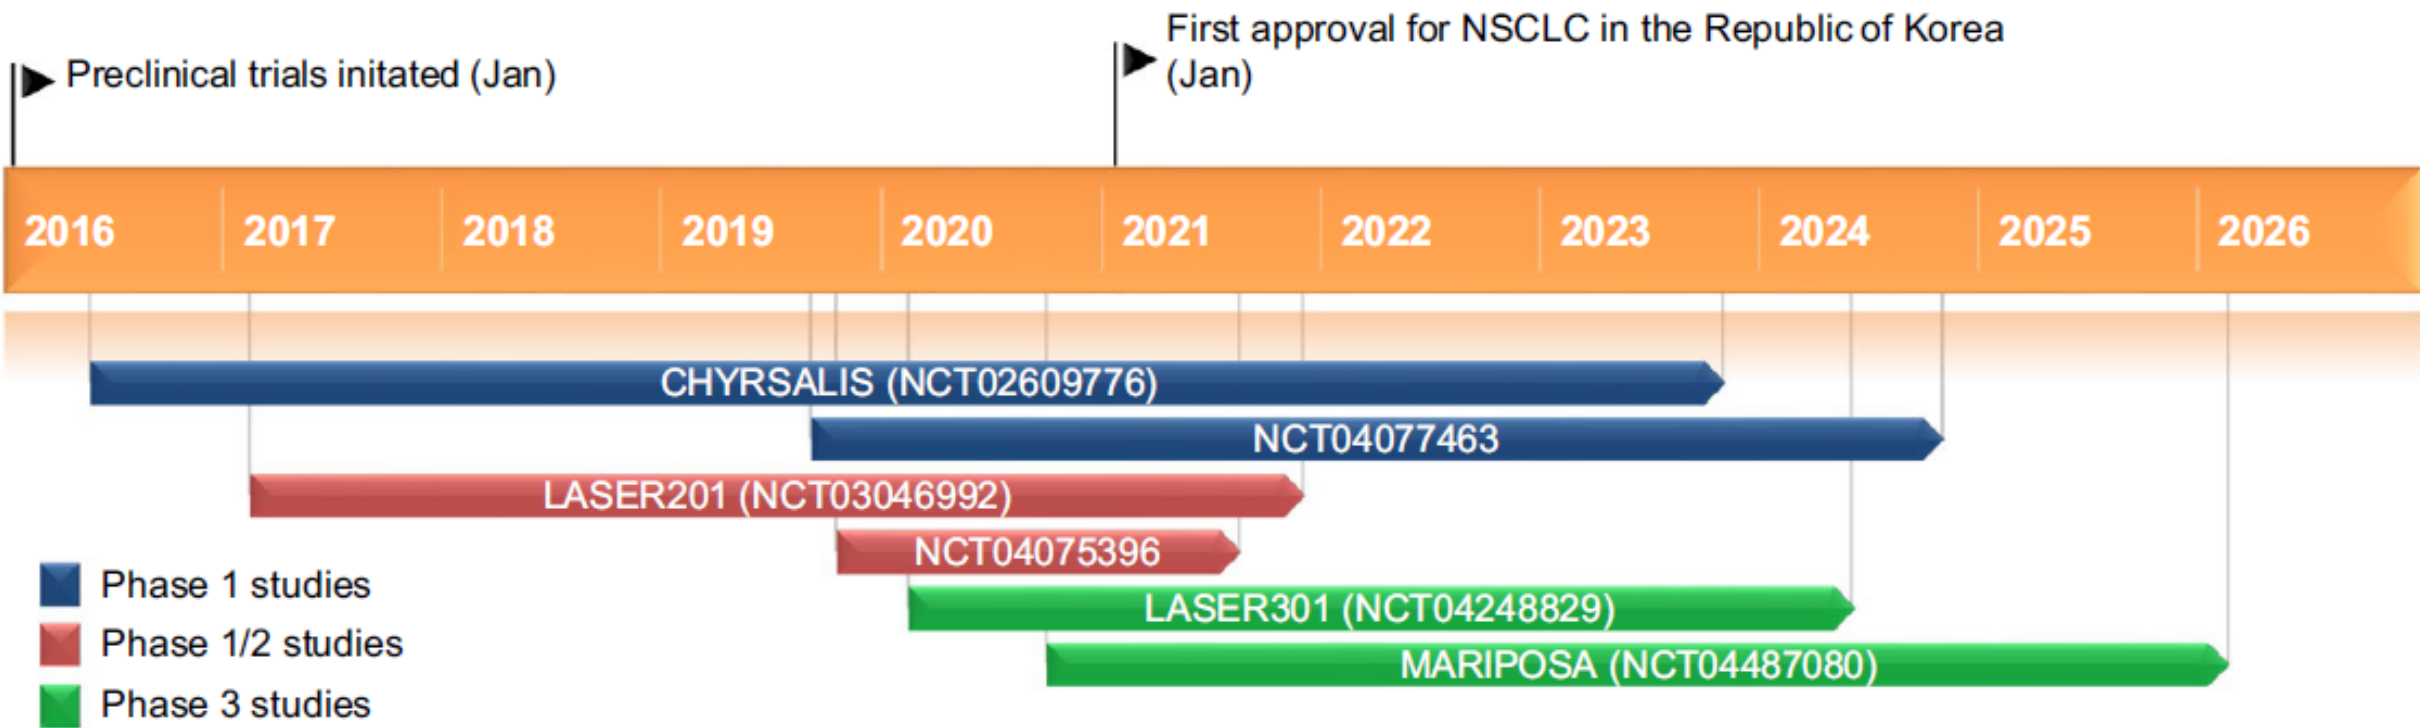 First approval for NSCLC in the Republic of Korea
(Jan)
Preclinical trials initated (Jan)
2016 2017 2018 2019 2020 2021 2022 2023 2024 2025 2026
CHYRSALIS (NCT02609776)
NCT04077463
LASER201 (NCT03046992)
NCT04075396
LASER301 (NCT04248829)
MARIPOSA (NCT04487080)
Phase 1 studies
Phase 1/2 studies
Phase 3 studies